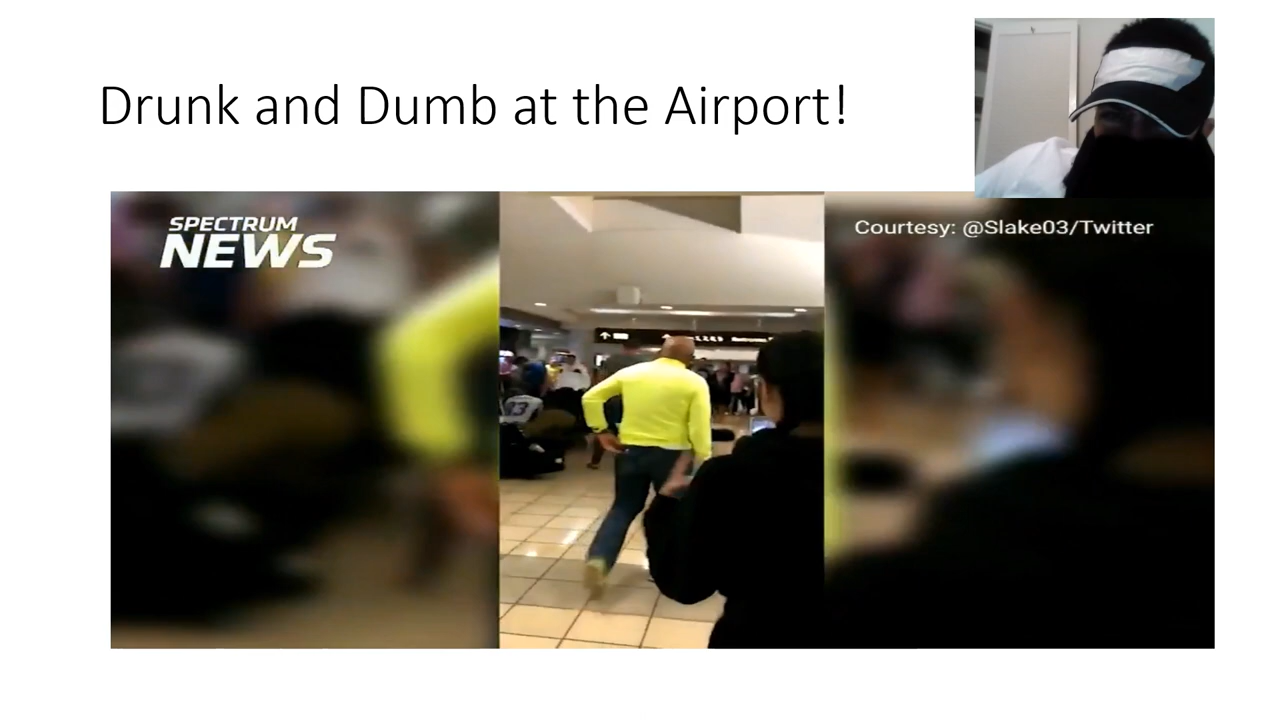 Drunk and Dumb at the Airport!
SPECTRUM
NEWS
Courtesy: @Slake03/Twitter